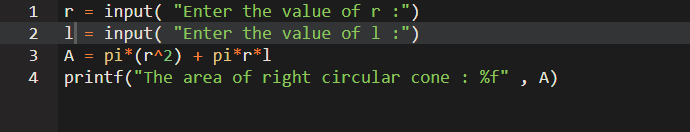 1 r = input( "Enter the value of r :")
2 l = input( "Enter the value of l :")
3 A = pi*(r^2) + pi*r*l
4 printf("The area of right circular cone : %f" , A)